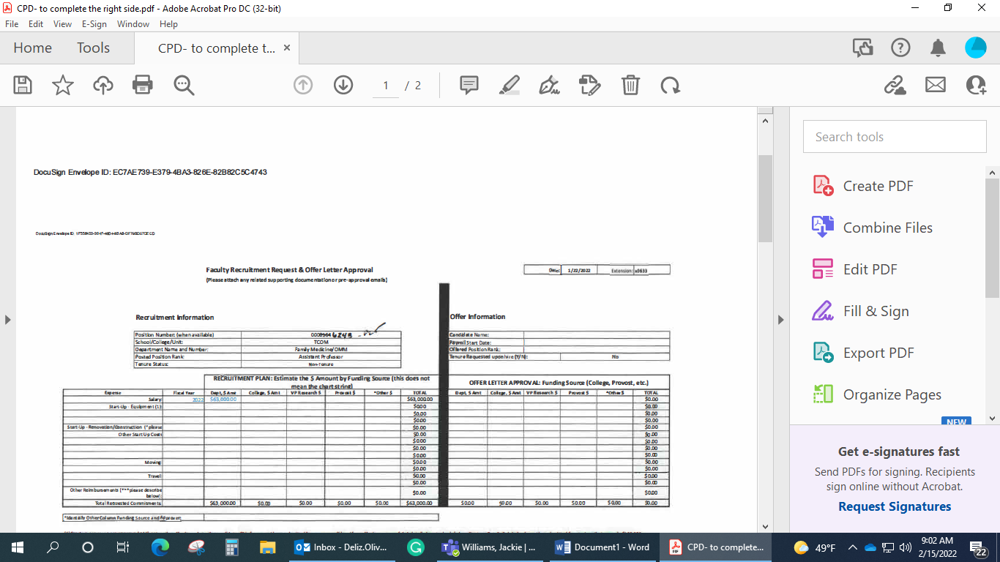 CPD- to complete the right side.pdf - Adobe Acrobat Pro DC (32-bit)
File Edit View E-Sign Window Help
Home Tools CPD- to complete t... ×
1 / 2
Search tools
DocuSign Envelope ID: EC7AE739-E379-4BA3-826E-82B82C5C4743
Create PDF
Combine Files
Edit PDF
Fill & Sign
Export PDF
Organize Pages
NEW
Get e-signatures fast
Send PDFs for signing. Recipients
sign online without Acrobat.
Request Signatures
DocuSign Envelope ID
Faculty Recruitment Request & Offer Letter Approval
(Please attach any related supporting documentation or pre-approval emails)
Date: 1/22/2022 Extension: x0633
Recruitment Information
Position Number: (when available) 6243
School/College/Unit: TCOM
Department Name and Number: Family Medicine/OMM
Posted Position Rank: Assistant Professor
Tenure Status: Non-Tenure
Offer Information
Candidate Name:
Payroll Start Date:
Offered Position Rank:
Tenure Requested upon hire (Y/N): No
RECRUITMENT PLAN: Estimate the $ Amount by Funding Source (this does not
mean the chart string)
OFFER LETTER APPROVAL: Funding Source (College, Provost, etc.)
Expense Fiscal Year Dept, $ Amt College, $ Amt VP Research $ Provost $ *Other $ TOTAL Dept, $ Amt College, $ Amt VP Research $ Provost $ *Other $ TOTAL
Salary: 2022 $63,000.00 $63,000.00 $0.00
Start-Up - Equipment (1): $0.00 $0.00
$0.00 $0.00
$0.00 $0.00
Start-Up - Renovation/Construction (*please $0.00 $0.00
Other Start Up Costs $0.00 $0.00
$0.00 $0.00
$0.00 $0.00
$0.00 $0.00
Moving: $0.00 $0.00
$0.00 $0.00
Travel: $0.00 $0.00
$0.00 $0.00
Other Reimbursements (***please describe
below): $0.00 $0.00
Total Requested Commitments: $63,000.00 $0.00 $0.00 $0.00 $0.00 $63,000.00 $0.00 $0.00 $0.00 $0.00 $0.00 $0.00
*Identify Other Column Funding Source and Approver:
Inbox - Deliz.Oliv... Williams, Jackie | ... Document1 - Word CPD- to complete... 49°F 9:02 AM
2/15/2022
22